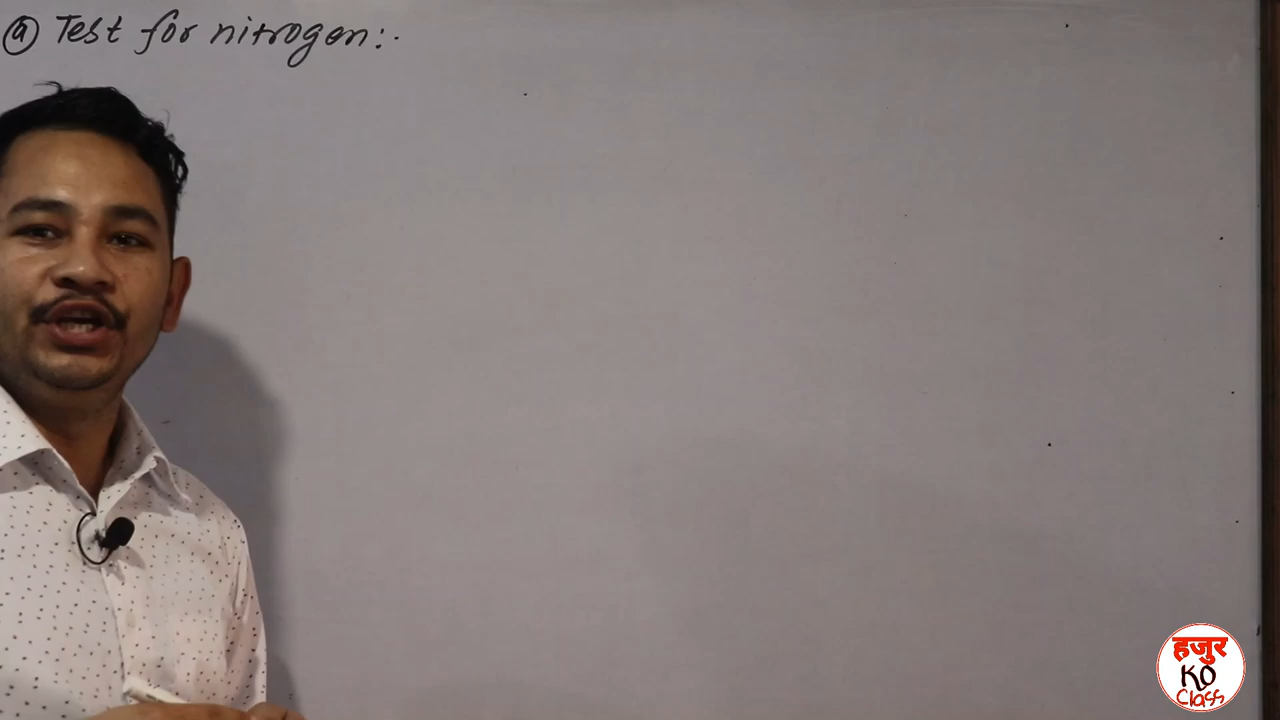 ⓐ Test for nitrogen:-
हजुर
KO
Class